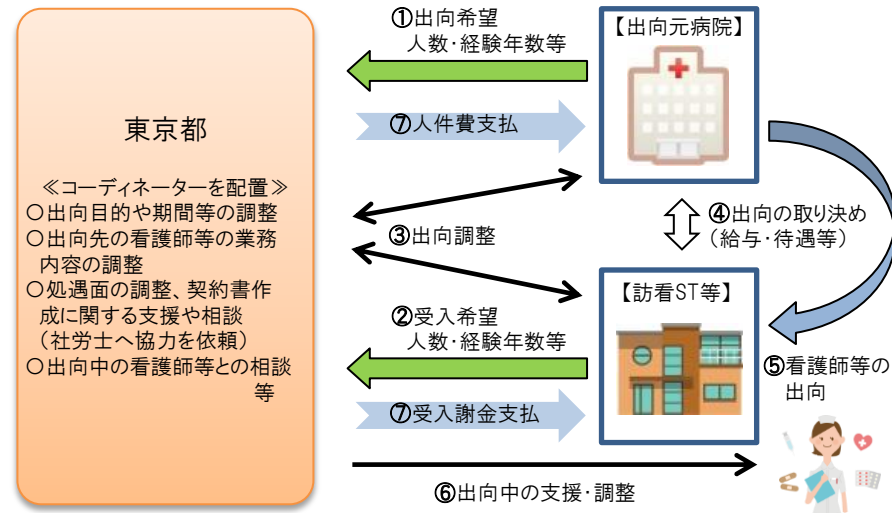 東京都
≪コーディネーターを配置≫
○出向目的や期間等の調整
○出向先の看護師等の業務
内容の調整
○処遇面の調整、契約書作
成に関する支援や相談
（社労士へ協力を依頼）
○出向中の看護師等との相談
等
①出向希望
人数・経験年数等
⑦人件費支払
③出向調整
②受入希望
人数・経験年数等
⑦受入謝金支払
⑥出向中の支援・調整
【出向元病院】
④出向の取り決め
（給与・待遇等）
【訪看ST等】
⑤看護師等の
出向